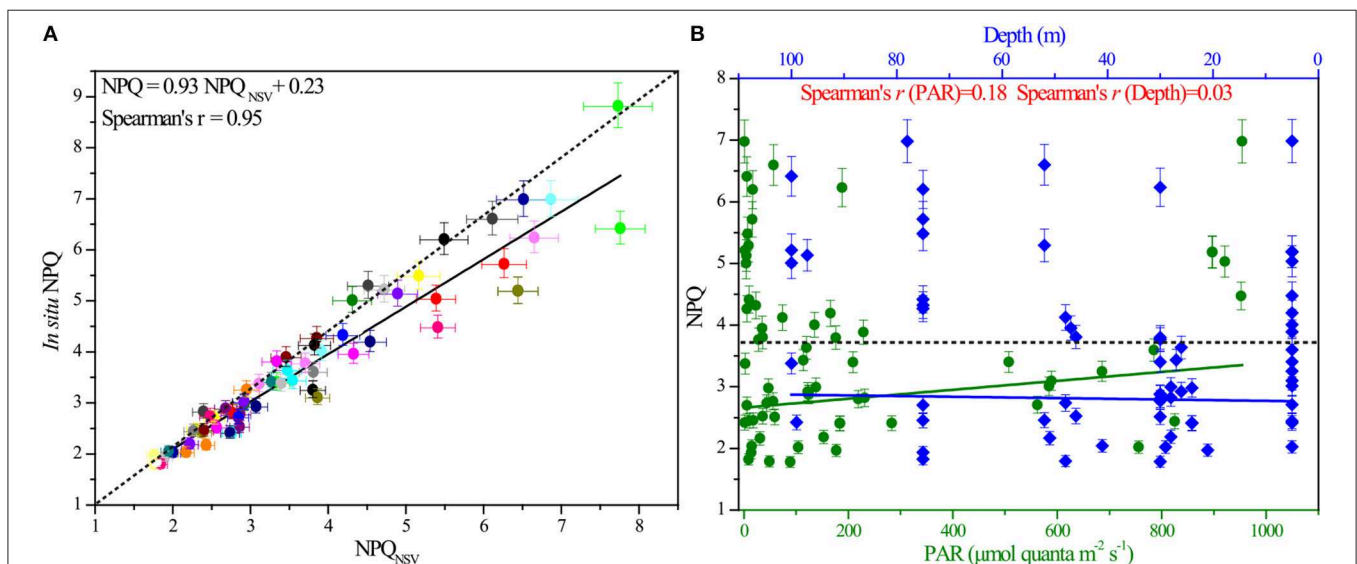 A
NPQ = 0.93 NPQ_NSV + 0.23
Spearman's r = 0.95
In situ NPQ
9
8
7
6
5
4
3
2
1
1 2 3 4 5 6 7 8
NPQ_NSV
B
Depth (m)
100 80 60 40 20 0
Spearman's r (PAR)=0.18 Spearman's r (Depth)=0.03
NPQ
8
7
6
5
4
3
2
1
0 200 400 600 800 1000
PAR (μmol quanta m⁻² s⁻¹)